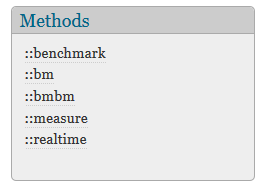 Methods
::benchmark
::bm
::bmbm
::measure
::realtime